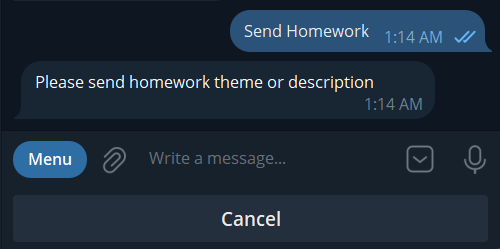 Send Homework
1:14 AM
Please send homework theme or description
1:14 AM
Menu
Write a message...
Cancel